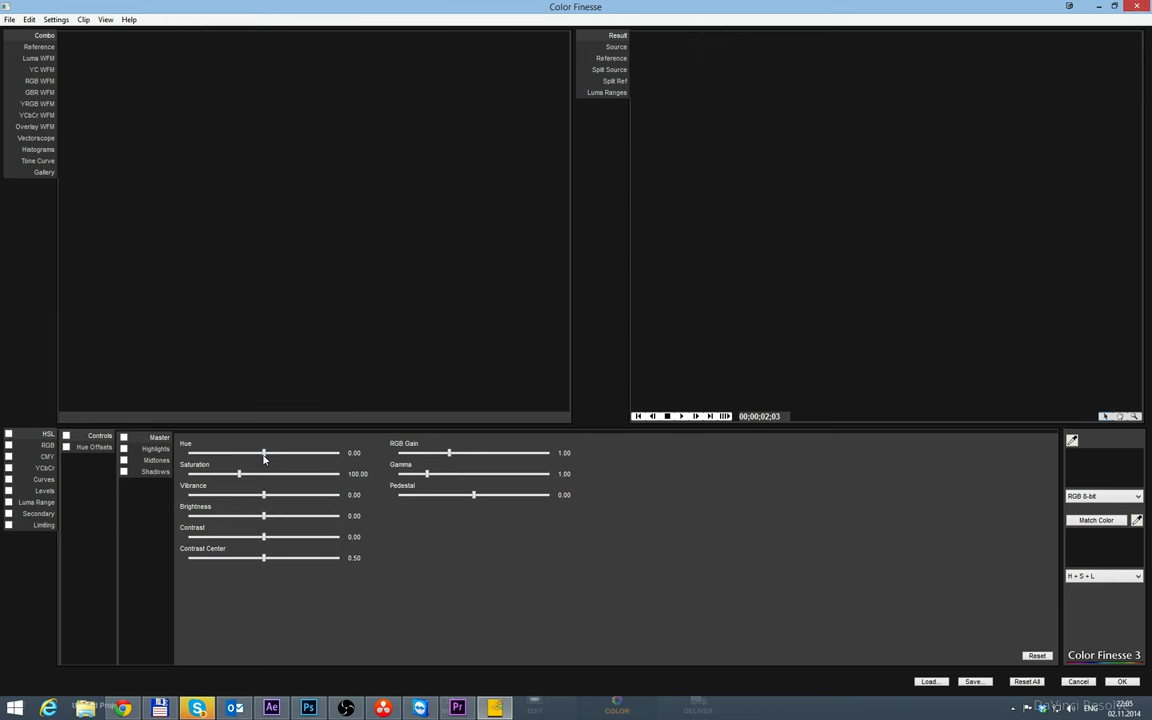 Color Finesse
File Edit Settings Clip View Help
Combo
Reference
Luma WFM
YC WFM
RGB WFM
GBR WFM
YRGB WFM
YCbCr WFM
Overlay WFM
Vectorscope
Histograms
Tone Curve
Gallery
Result
Source
Reference
Split Source
Split Ref
Luma Ranges
00;00;02;03
HSL
RGB
CMY
YCbCr
Curves
Levels
Luma Range
Secondary
Limiting
Controls
Hue Offsets
Master
Highlights
Midtones
Shadows
Hue 0.00
Saturation 100.00
Vibrance 0.00
Brightness 0.00
Contrast 0.00
Contrast Center 0.50
RGB Gain 1.00
Gamma 1.00
Pedestal 0.00
RGB 8-bit
Match Color
H + S + L
Reset
Color Finesse 3
Load... Save... Reset All Cancel OK
EDIT COLOR DELIVER
ENG
22:05
02.11.2014